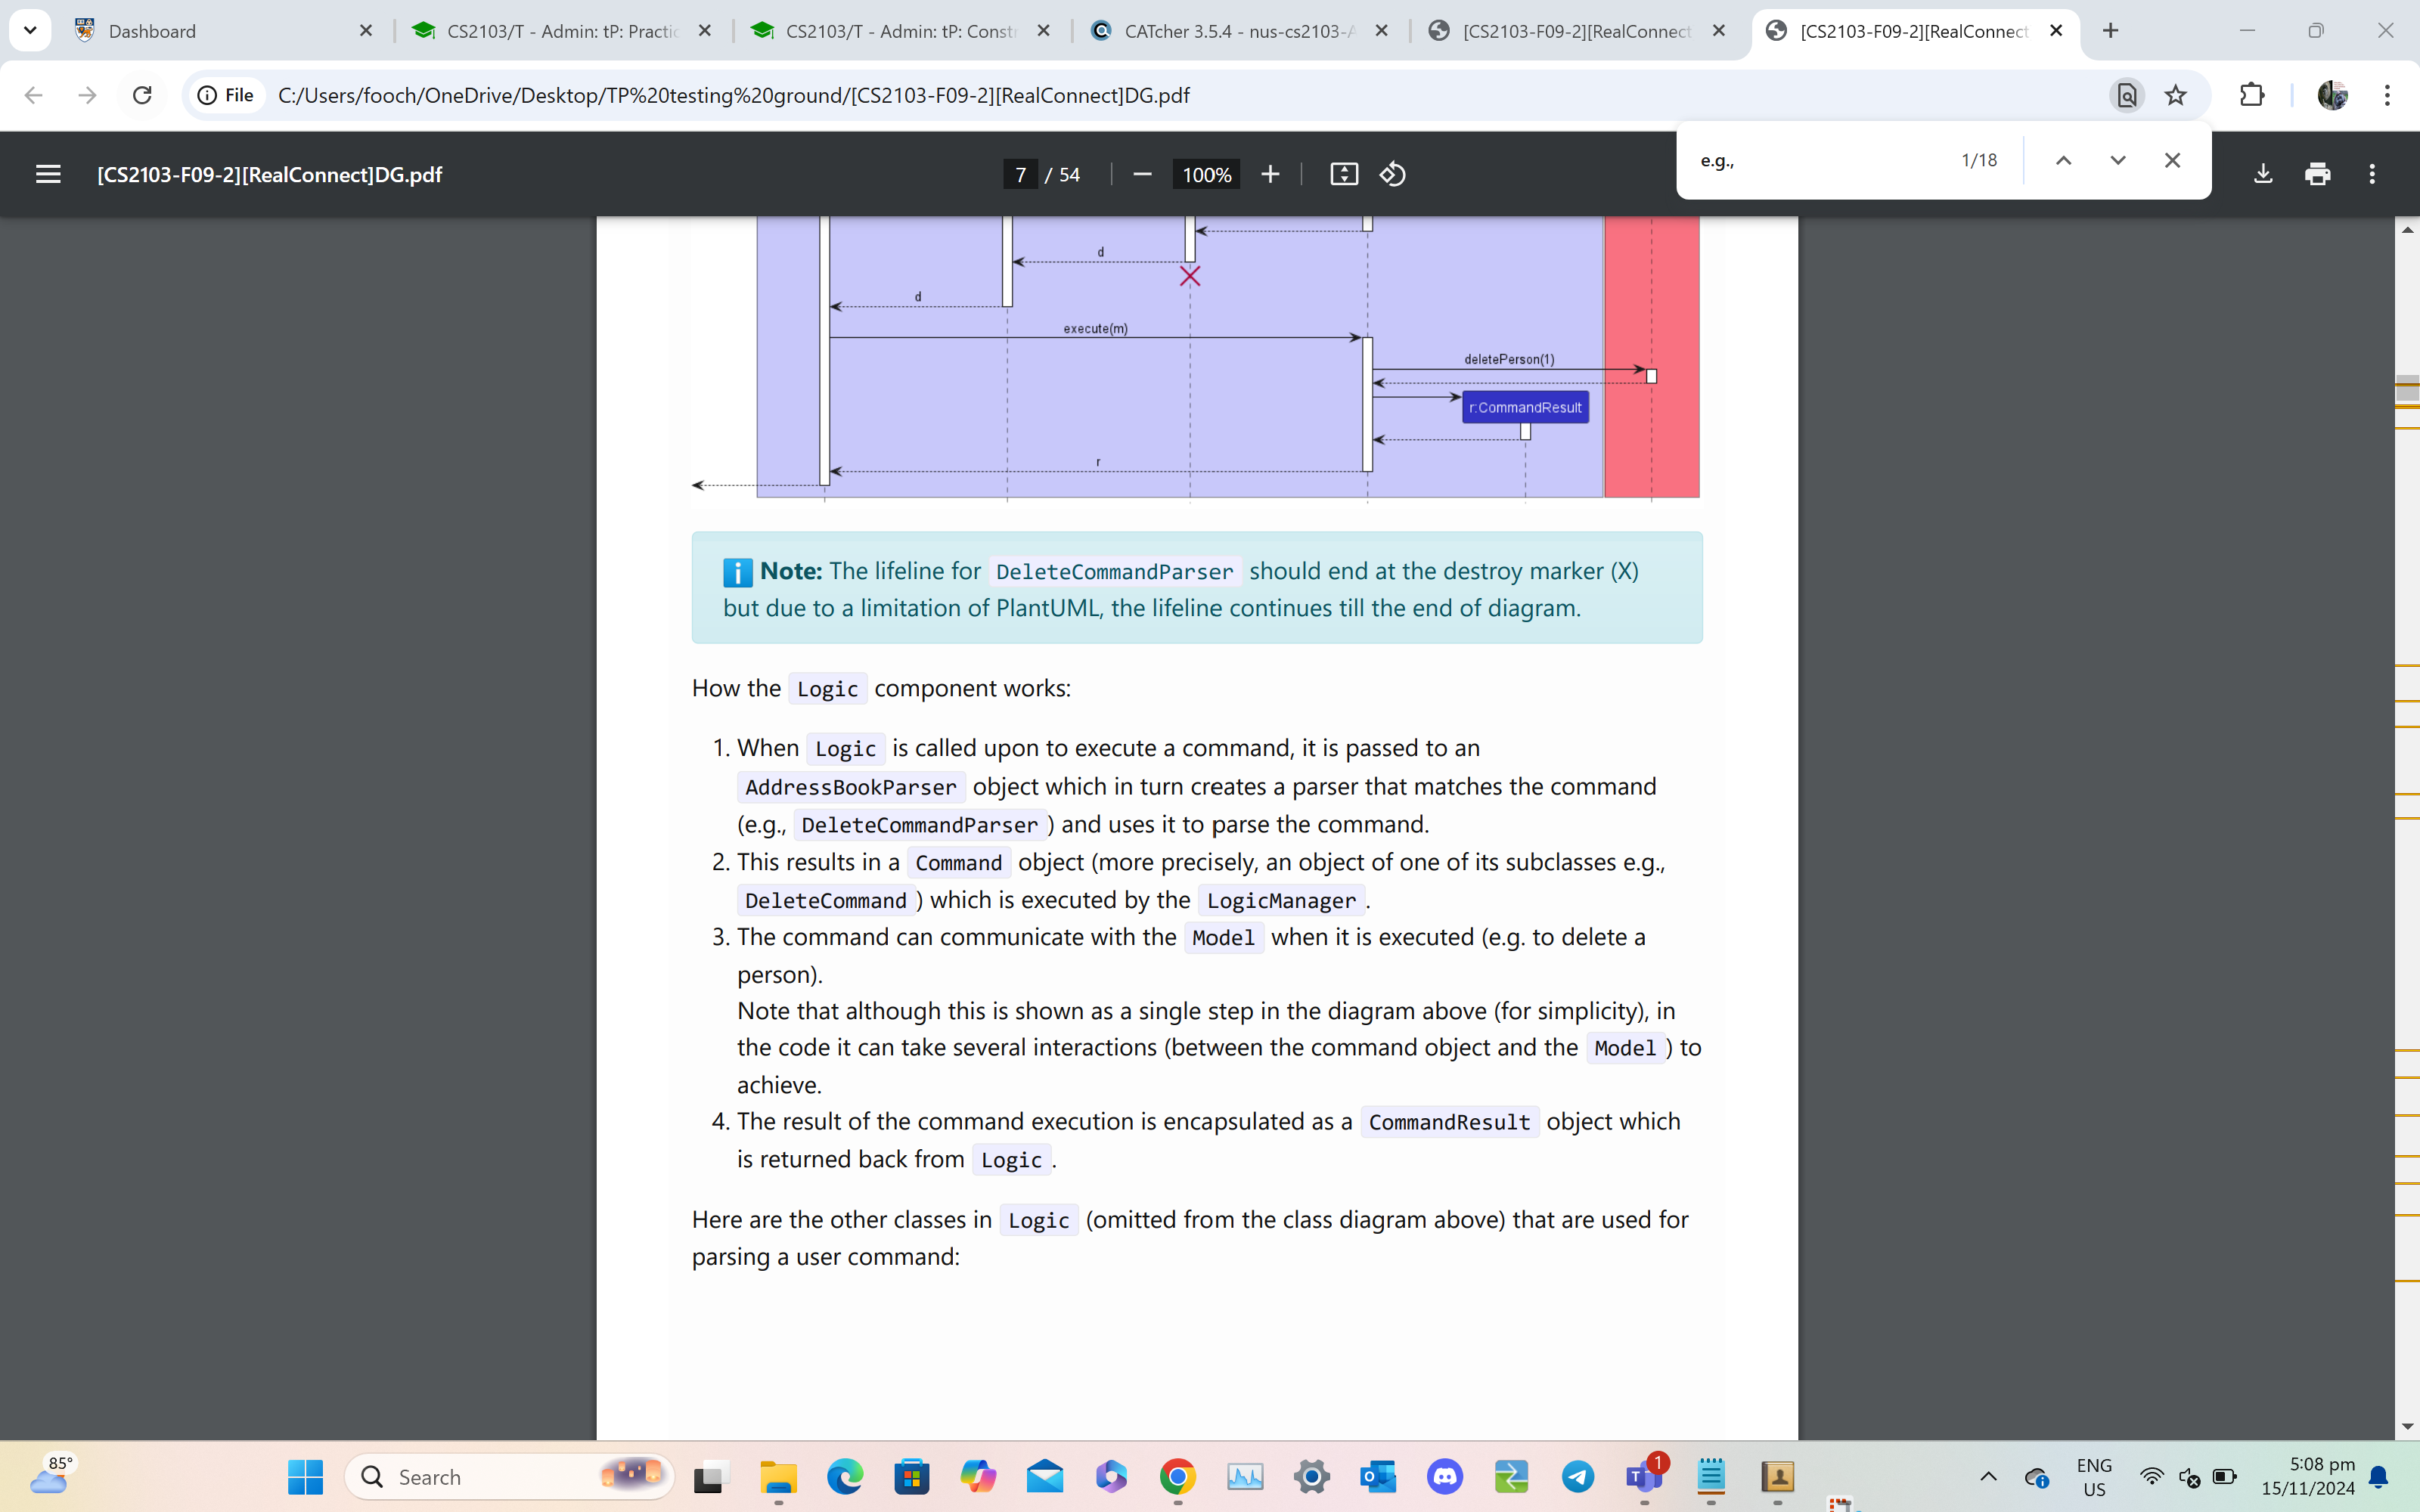 Dashboard
CS2103/T - Admin: tP: Practic
CS2103/T - Admin: tP: Constr
CATcher 3.5.4 - nus-cs2103-A
[CS2103-F09-2][RealConnect
[CS2103-F09-2][RealConnect
File
C:/Users/fooch/OneDrive/Desktop/TP%20testing%20ground/[CS2103-F09-2][RealConnect]DG.pdf
e.g.,
1/18
[CS2103-F09-2][RealConnect]DG.pdf
7 / 54
100%
d
d
execute(m)
deletePerson(1)
r:CommandResult
r
Note: The lifeline for DeleteCommandParser should end at the destroy marker (X)
but due to a limitation of PlantUML, the lifeline continues till the end of diagram.
How the Logic component works:
1. When Logic is called upon to execute a command, it is passed to an
AddressBookParser object which in turn creates a parser that matches the command
(e.g., DeleteCommandParser ) and uses it to parse the command.
2. This results in a Command object (more precisely, an object of one of its subclasses e.g.,
DeleteCommand ) which is executed by the LogicManager .
3. The command can communicate with the Model when it is executed (e.g. to delete a
person).
Note that although this is shown as a single step in the diagram above (for simplicity), in
the code it can take several interactions (between the command object and the Model ) to
achieve.
4. The result of the command execution is encapsulated as a CommandResult object which
is returned back from Logic .
Here are the other classes in Logic (omitted from the class diagram above) that are used for
parsing a user command:
85°
Search
1
ENG
US
5:08 pm
15/11/2024